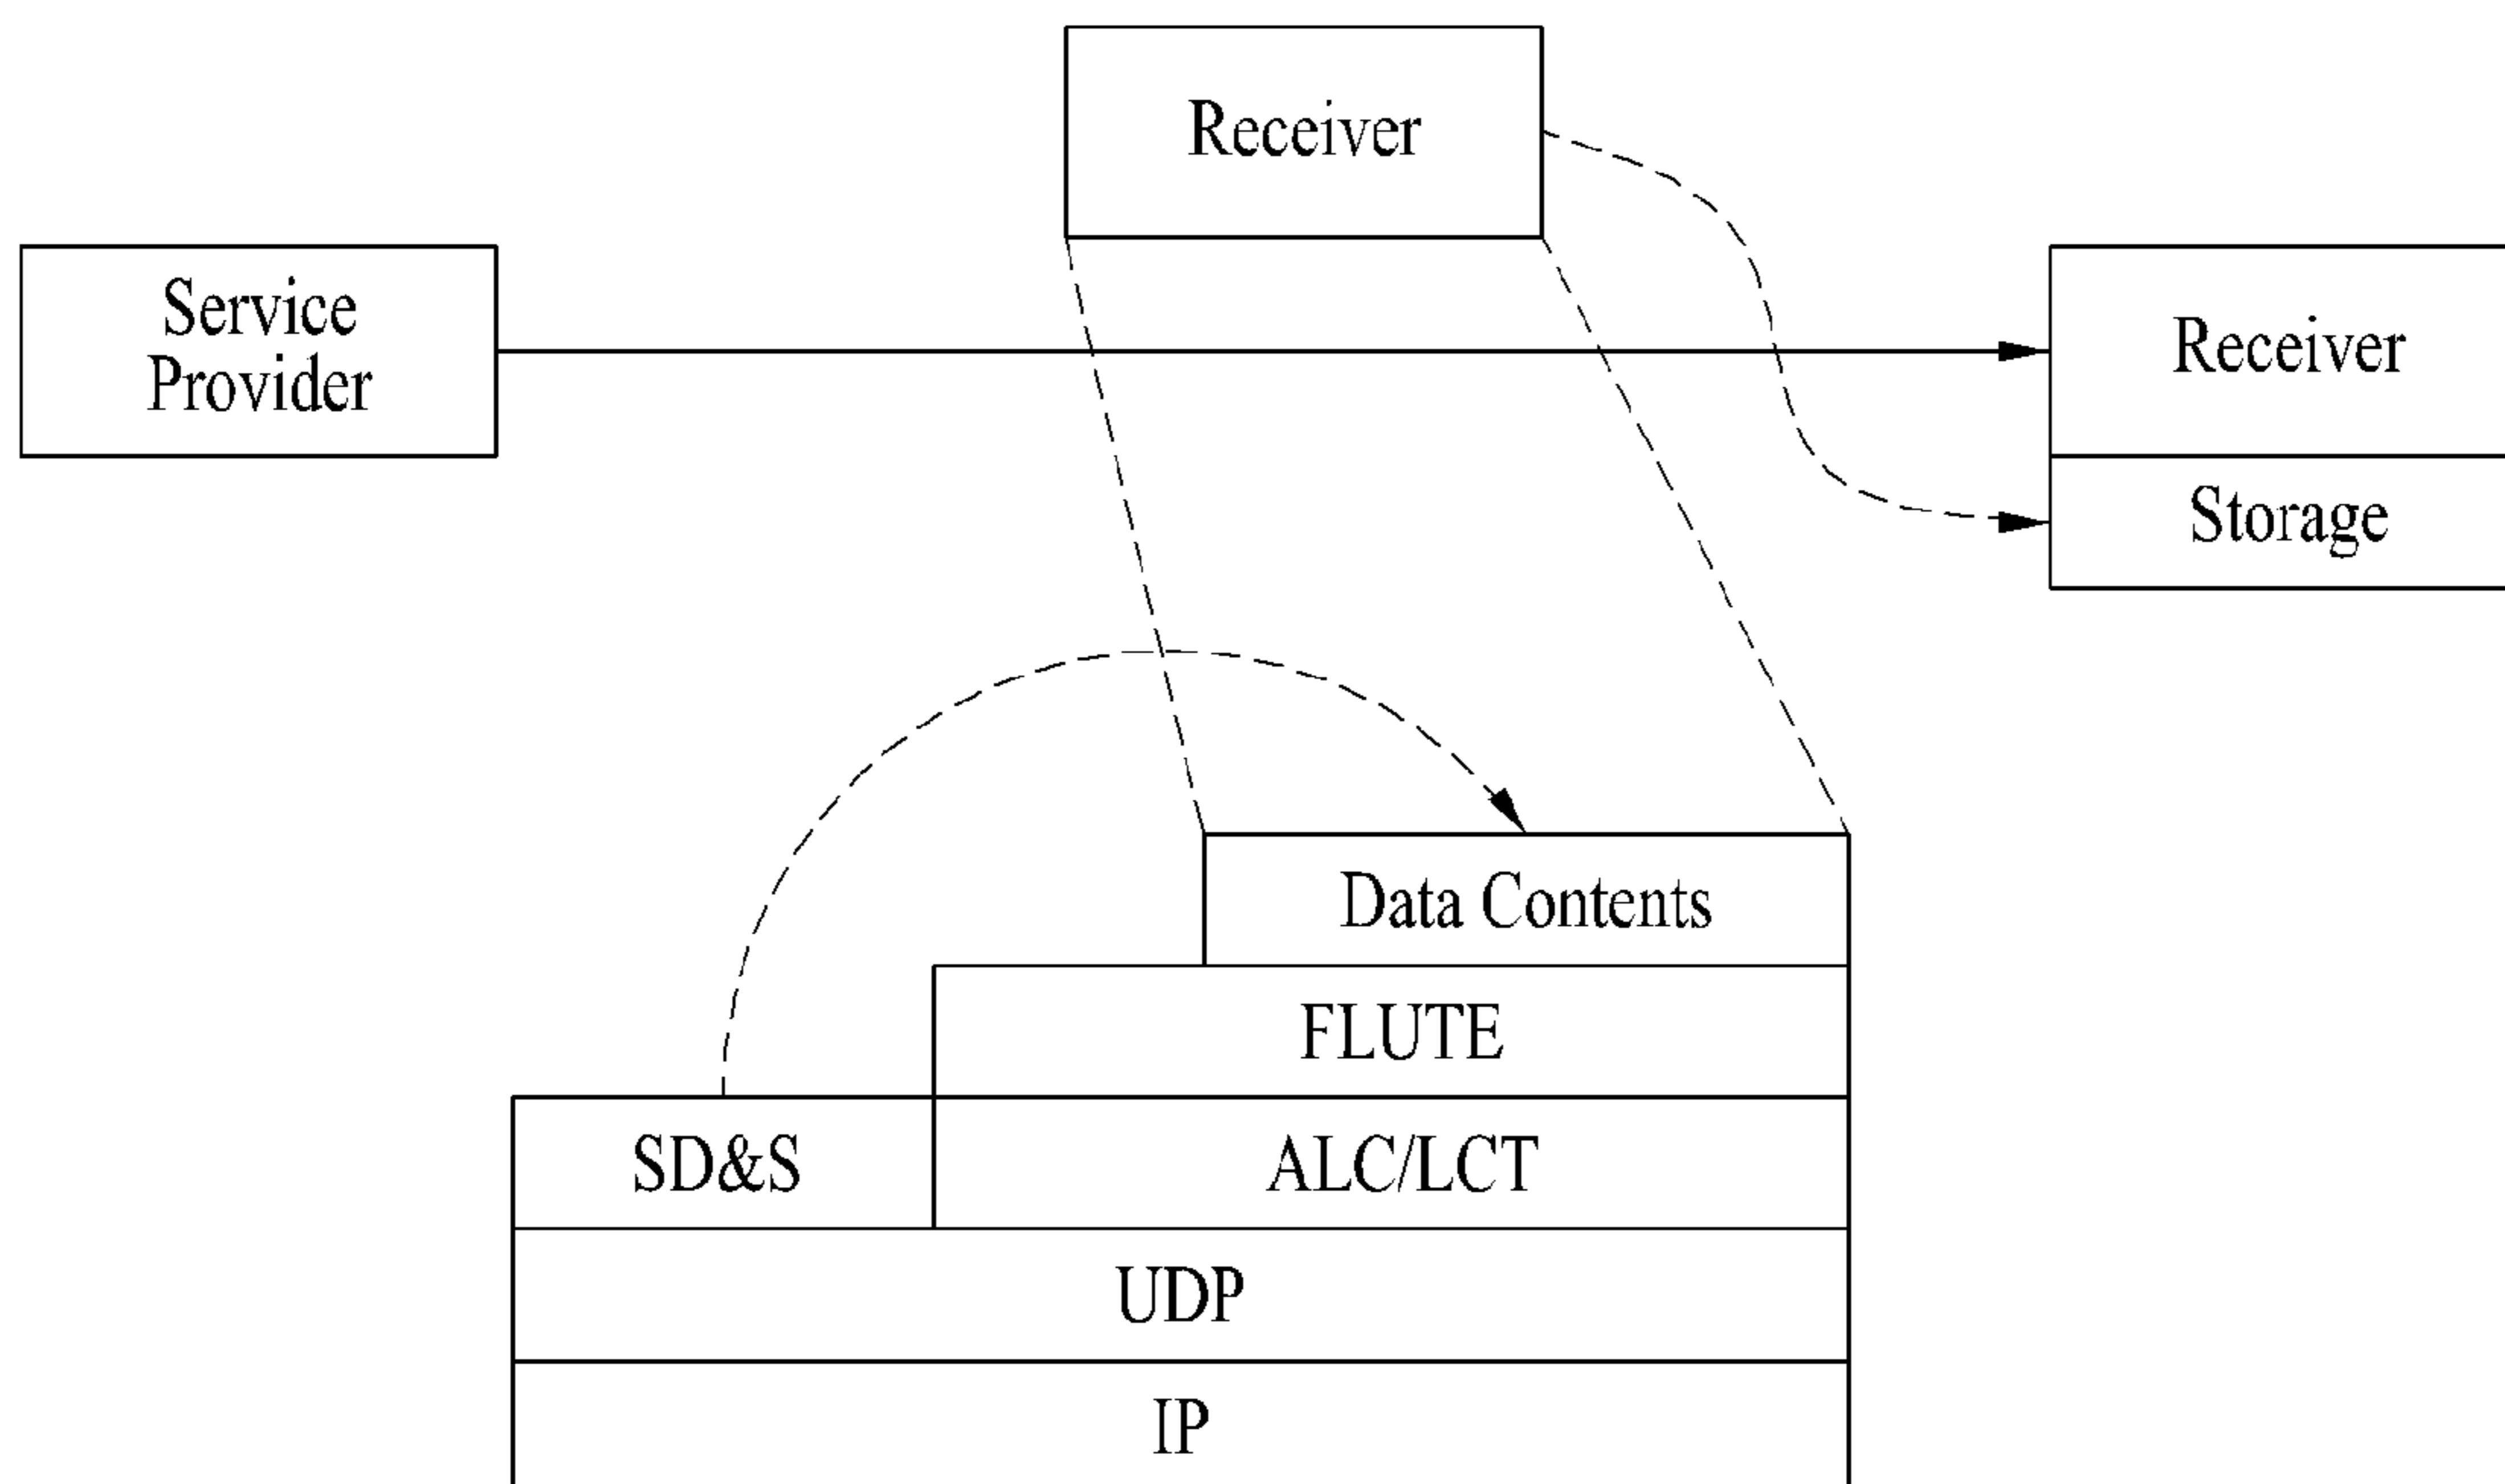 Receiver
Service
Provider
Receiver
Storage
Data Contents
FLUTE
SD&S
ALC/LCT
UDP
IP